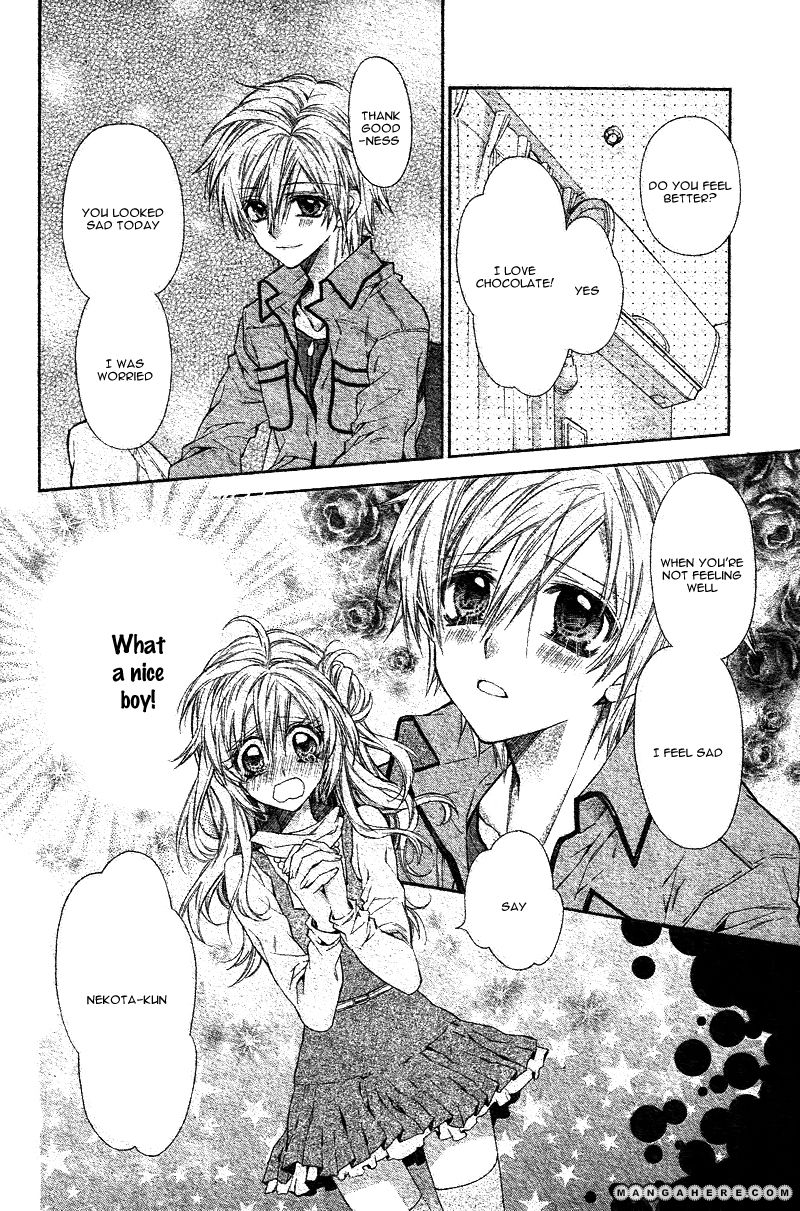 DO YOU FEEL
BETTER?
YES
I LOVE
CHOCOLATE!
THANK
GOOD
-NESS
YOU LOOKED
SAD TODAY
I WAS
WORRIED
WHEN YOU'RE
NOT FEELING
WELL
I FEEL SAD
What
a nice
boy!
SAY
NEKOTA-KUN
MANGAHERE.COM